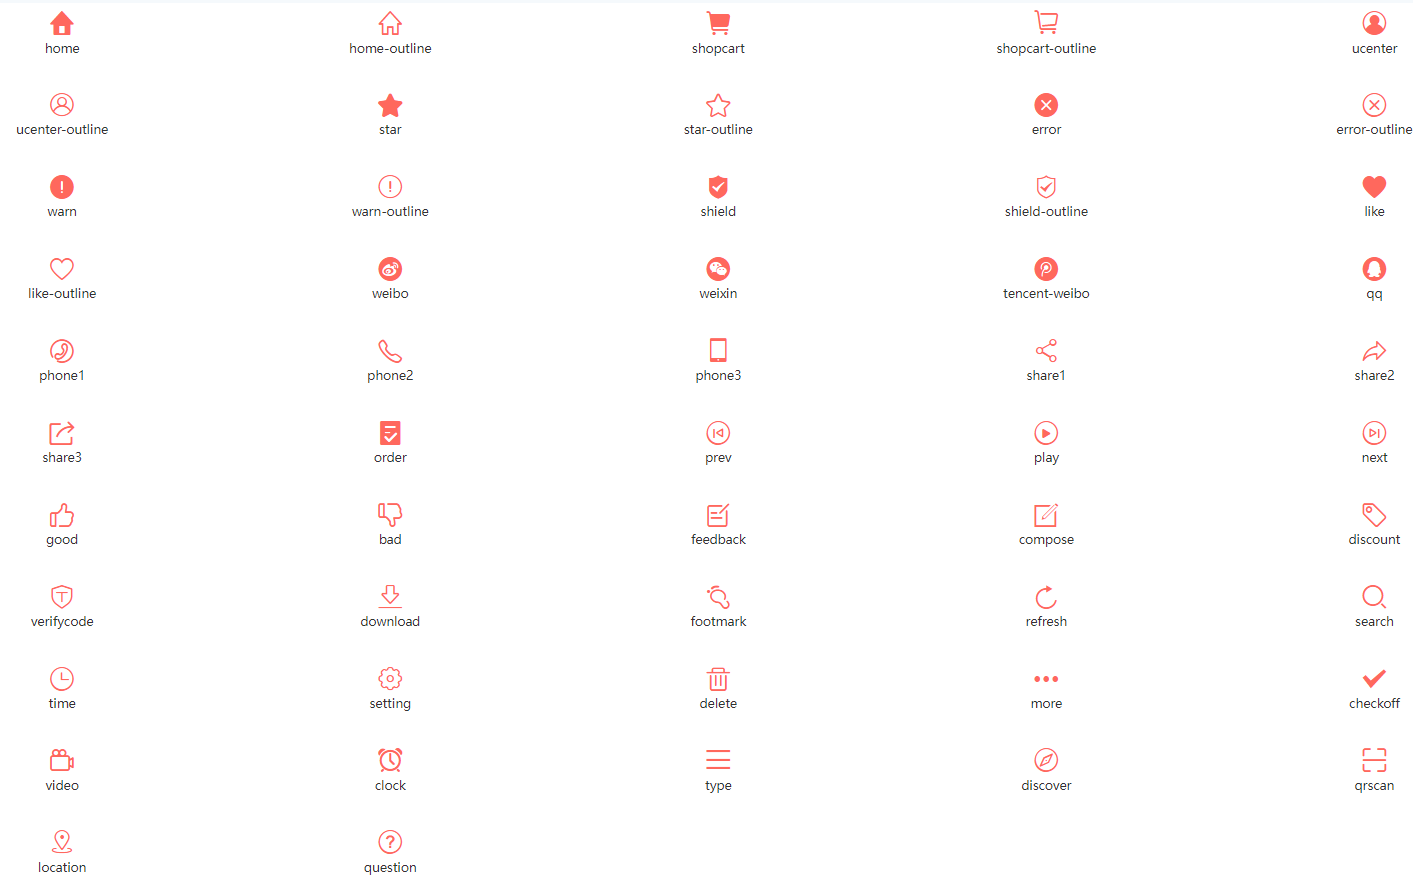 home
home-outline
shopcart
shopcart-outline
ucenter
ucenter-outline
star
star-outline
error
error-outline
warn
warn-outline
shield
shield-outline
like
like-outline
weibo
weixin
tencent-weibo
qq
phone1
phone2
phone3
share1
share2
share3
order
prev
play
next
good
bad
feedback
compose
discount
verifycode
download
footmark
refresh
search
time
setting
delete
more
checkoff
video
clock
type
discover
qrscan
location
question